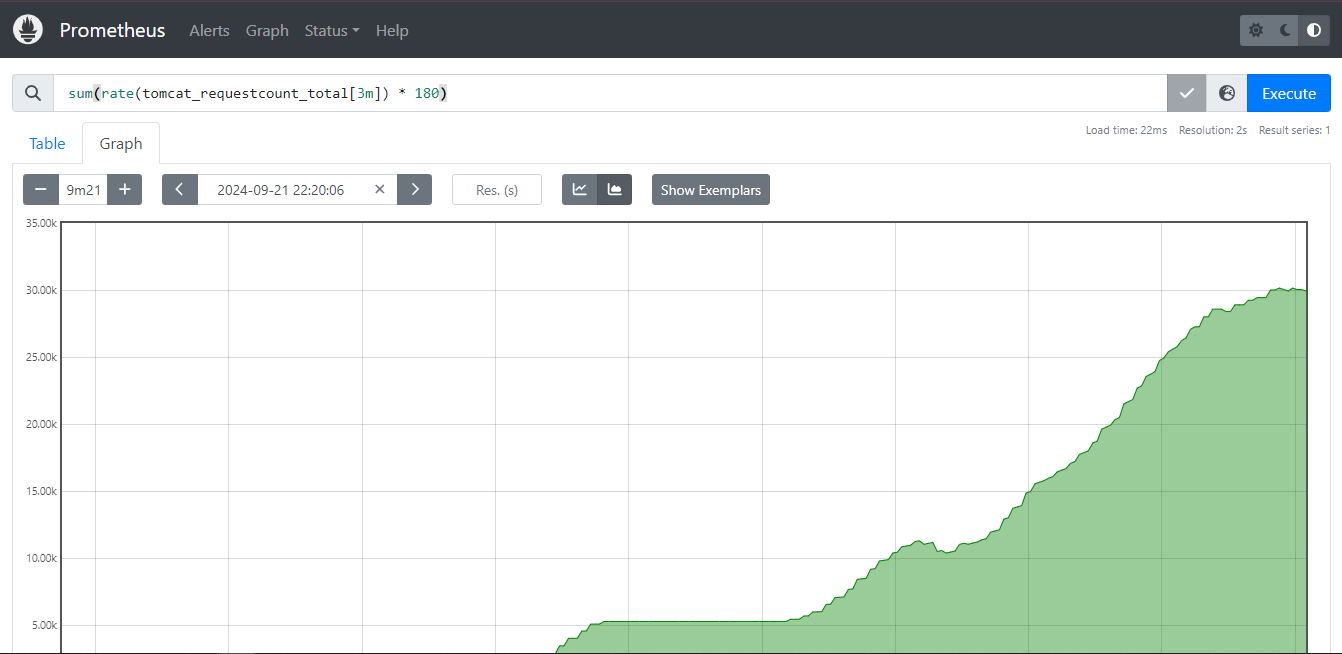 Prometheus Alerts Graph Status Help
sum(rate(tomcat_requestcount_total[3m]) * 180)
Execute
Load time: 22ms Resolution: 2s Result series: 1
Table Graph
9m21 2024-09-21 22:20:06 Res. (s) Show Exemplars
35.00k
30.00k
25.00k
20.00k
15.00k
10.00k
5.00k